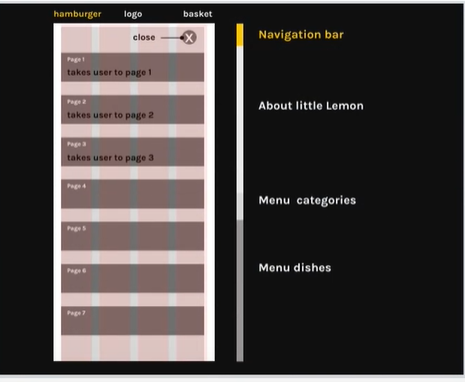 hamburger logo basket
close X
Page 1
takes user to page 1
Page 2
takes user to page 2
Page 3
takes user to page 3
Page 4
Page 5
Page 6
Page 7
Navigation bar
About little Lemon
Menu categories
Menu dishes